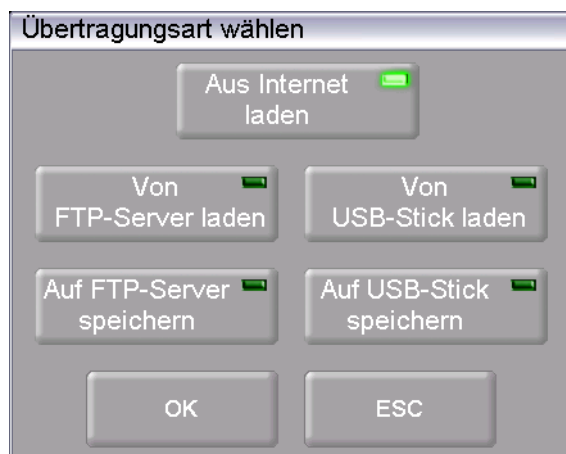 Übertragungsart wählen
Aus Internet
laden
Von
FTP-Server laden
Von
USB-Stick laden
Auf FTP-Server
speichern
Auf USB-Stick
speichern
OK
ESC